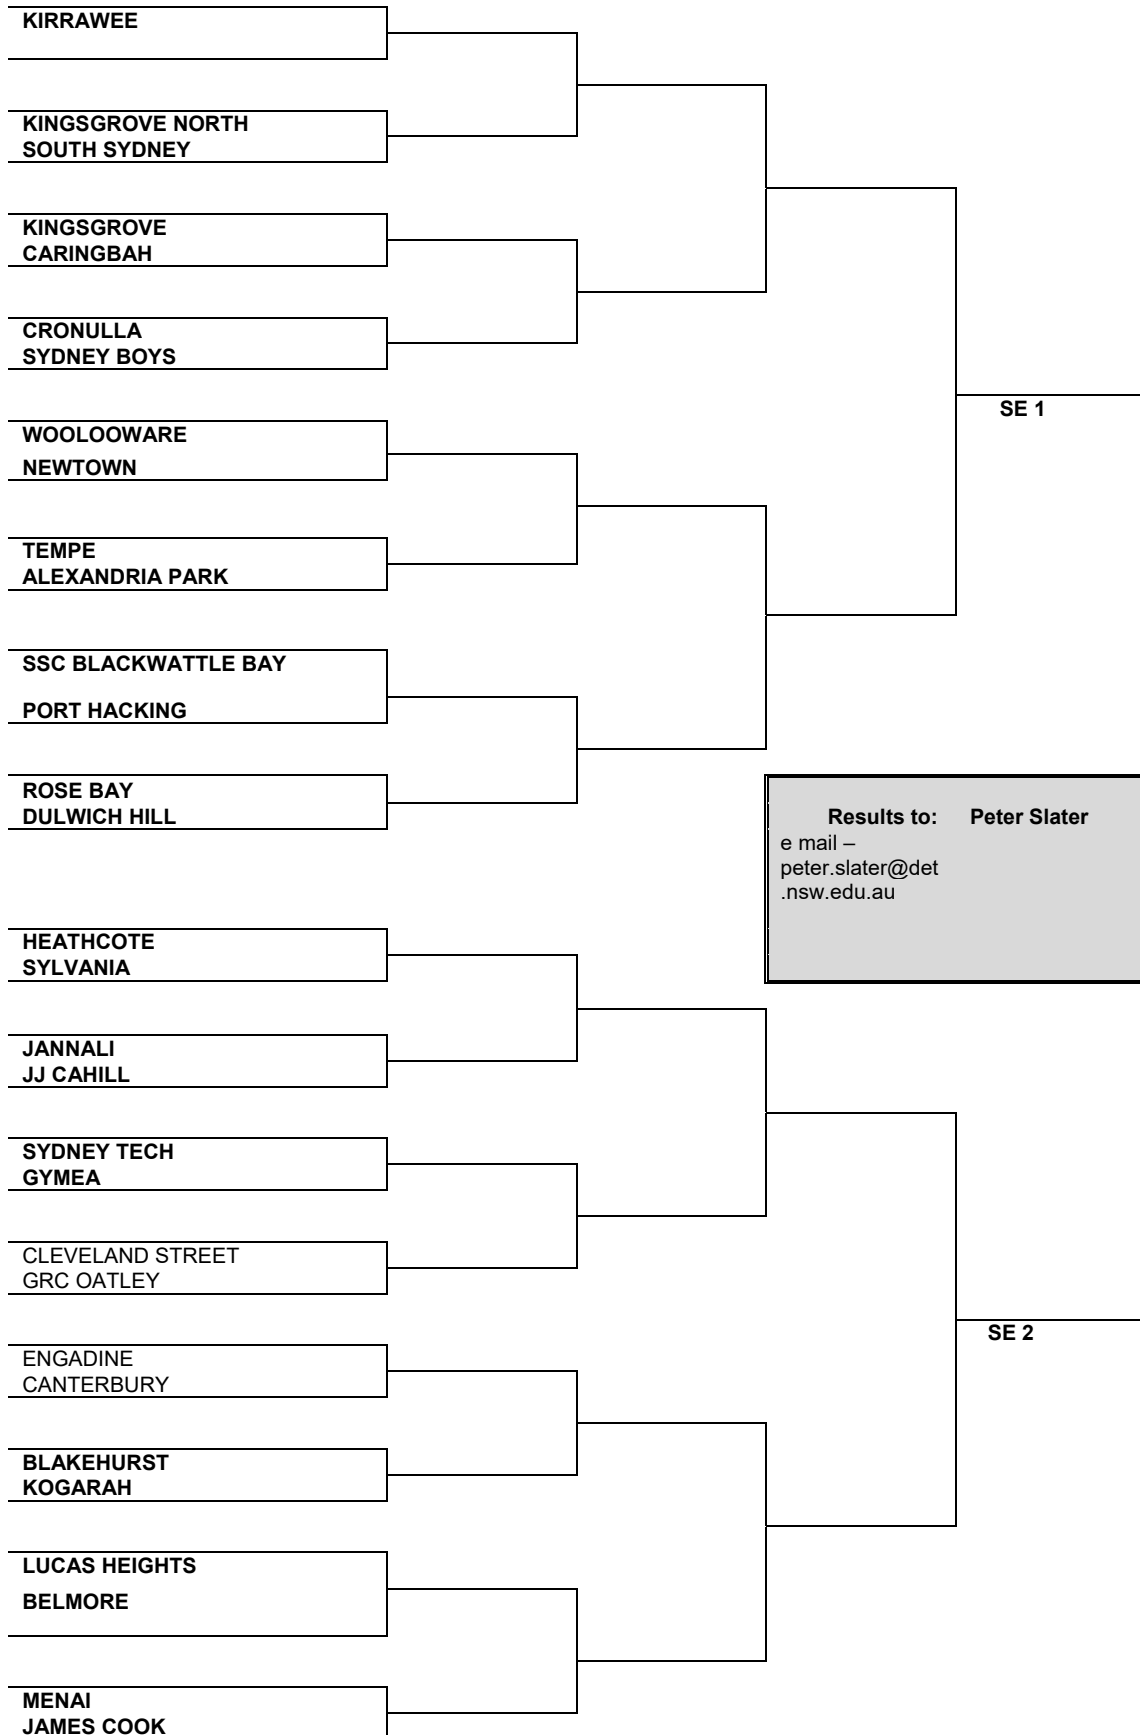 KIRRAWEE
KINGSGROVE NORTH
SOUTH SYDNEY
KINGSGROVE
CARINGBAH
CRONULLA
SYDNEY BOYS
SE 1
WOOLOOWARE
NEWTOWN
TEMPE
ALEXANDRIA PARK
SSC BLACKWATTLE BAY
PORT HACKING
ROSE BAY
DULWICH HILL
Results to: Peter Slater
e mail –
peter.slater@det
.nsw.edu.au
HEATHCOTE
SYLVANIA
JANNALI
JJ CAHILL
SYDNEY TECH
GYMEA
CLEVELAND STREET
GRC OATLEY
SE 2
ENGADINE
CANTERBURY
BLAKEHURST
KOGARAH
LUCAS HEIGHTS
BELMORE
MENAI
JAMES COOK